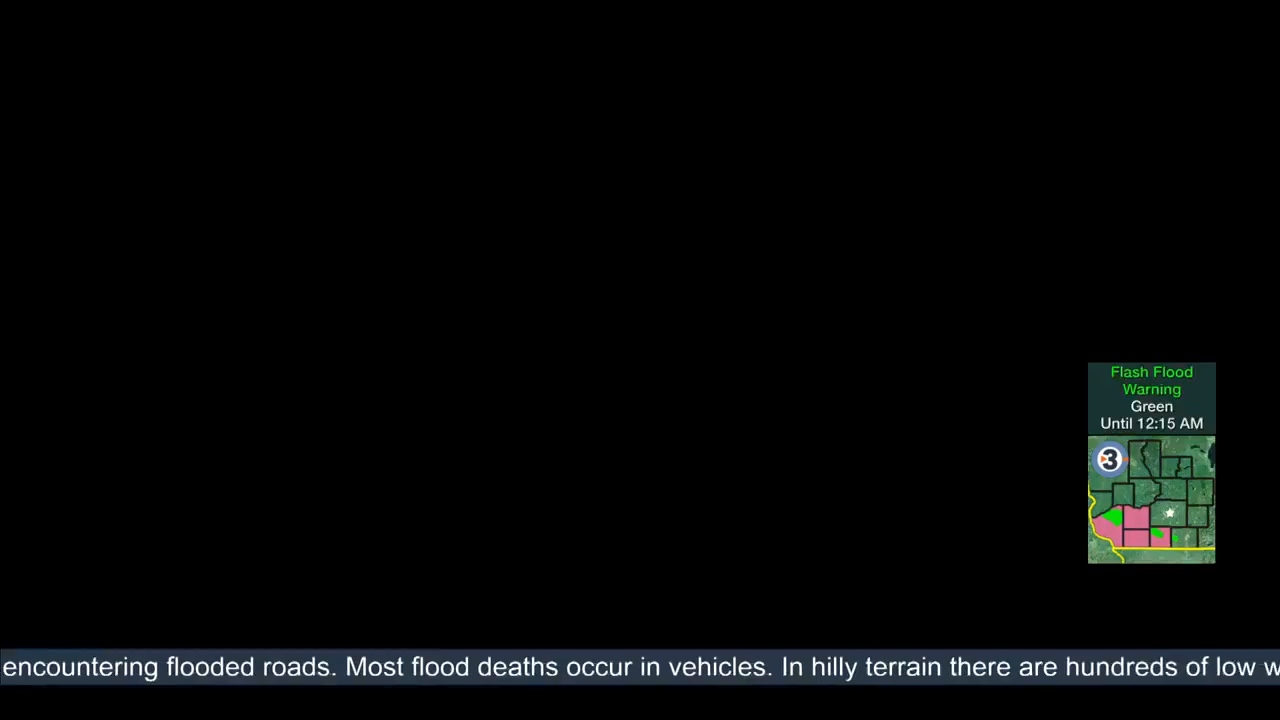 Flash Flood
Warning
Green
Until 12:15 AM
3
encountering flooded roads. Most flood deaths occur in vehicles. In hilly terrain there are hundreds of low w